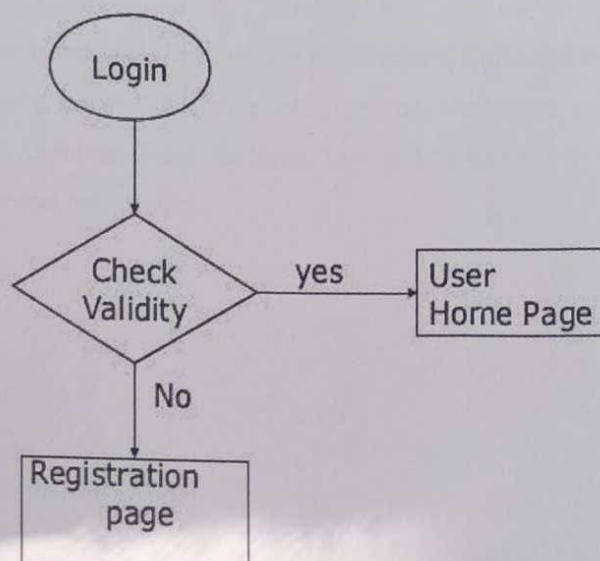 Login
Check
Validity
yes
User
Home Page
No
Registration
page